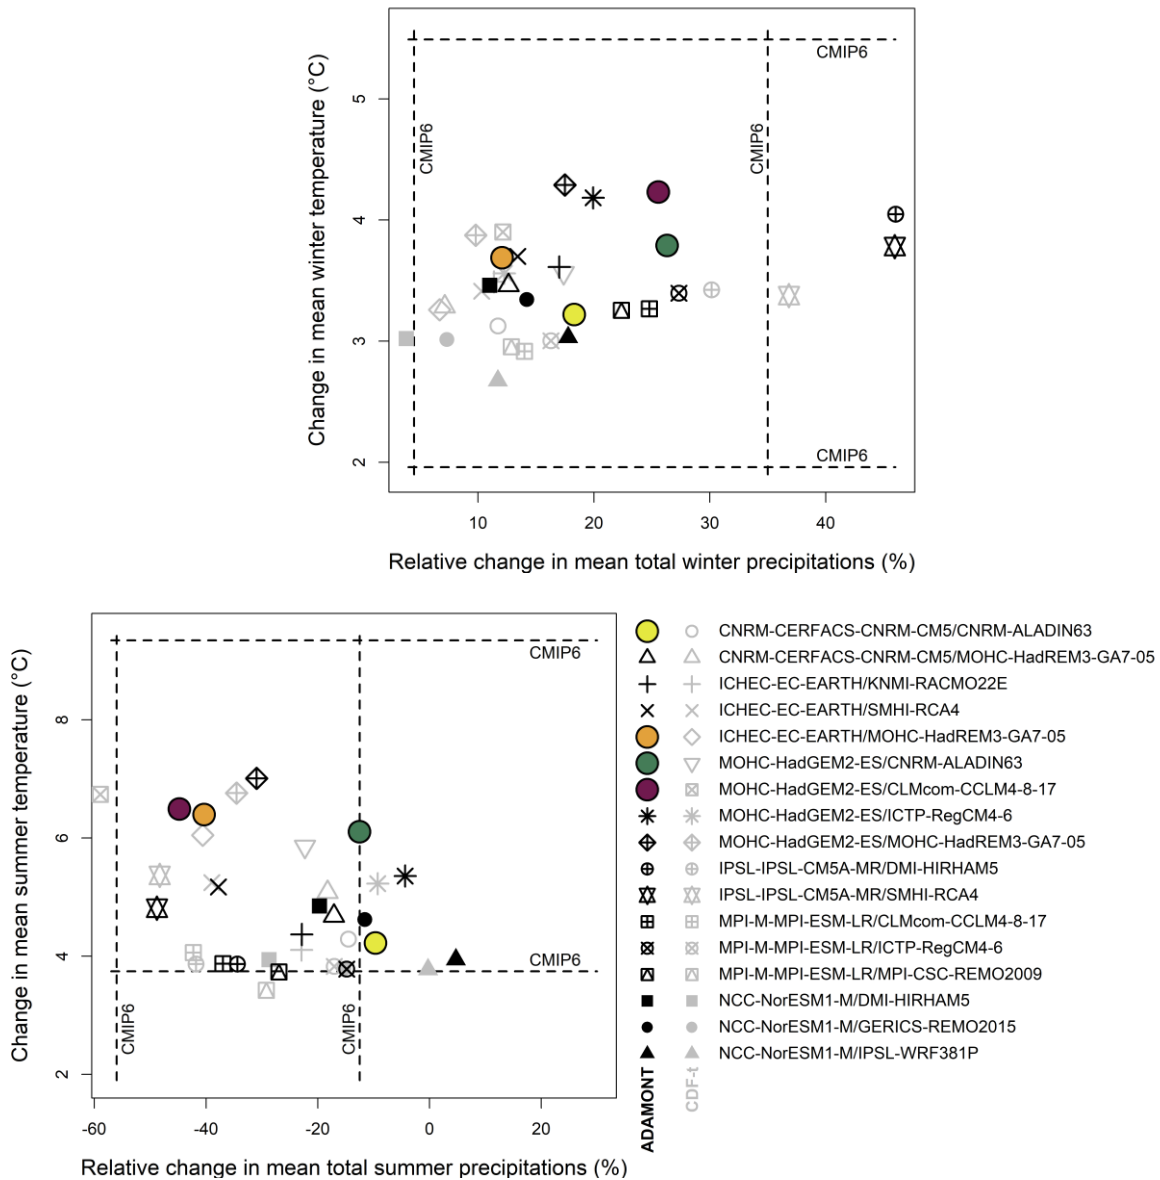 Change in mean winter temperature (°C)
5
4
3
2
CMIP6
CMIP6
CMIP6
CMIP6
10
20
30
40
Relative change in mean total winter precipitations (%)
Change in mean summer temperature (°C)
8
6
4
2
CMIP6
CMIP6
CMIP6
CMIP6
-60
-40
-20
0
20
Relative change in mean total summer precipitations (%)
CNRM-CERFACS-CNRM-CM5/CNRM-ALADIN63
CNRM-CERFACS-CNRM-CM5/MOHC-HadREM3-GA7-05
ICHEC-EC-EARTH/KNMI-RACMO22E
ICHEC-EC-EARTH/SMHI-RCA4
ICHEC-EC-EARTH/MOHC-HadREM3-GA7-05
MOHC-HadGEM2-ES/CNRM-ALADIN63
MOHC-HadGEM2-ES/CLMcom-CCLM4-8-17
MOHC-HadGEM2-ES/ICTP-RegCM4-6
MOHC-HadGEM2-ES/MOHC-HadREM3-GA7-05
IPSL-IPSL-CM5A-MR/DMI-HIRHAM5
IPSL-IPSL-CM5A-MR/SMHI-RCA4
MPI-M-MPI-ESM-LR/CLMcom-CCLM4-8-17
MPI-M-MPI-ESM-LR/ICTP-RegCM4-6
MPI-M-MPI-ESM-LR/MPI-CSC-REMO2009
NCC-NorESM1-M/DMI-HIRHAM5
NCC-NorESM1-M/GERICS-REMO2015
NCC-NorESM1-M/IPSL-WRF381P
ADAMONT
CDF-t